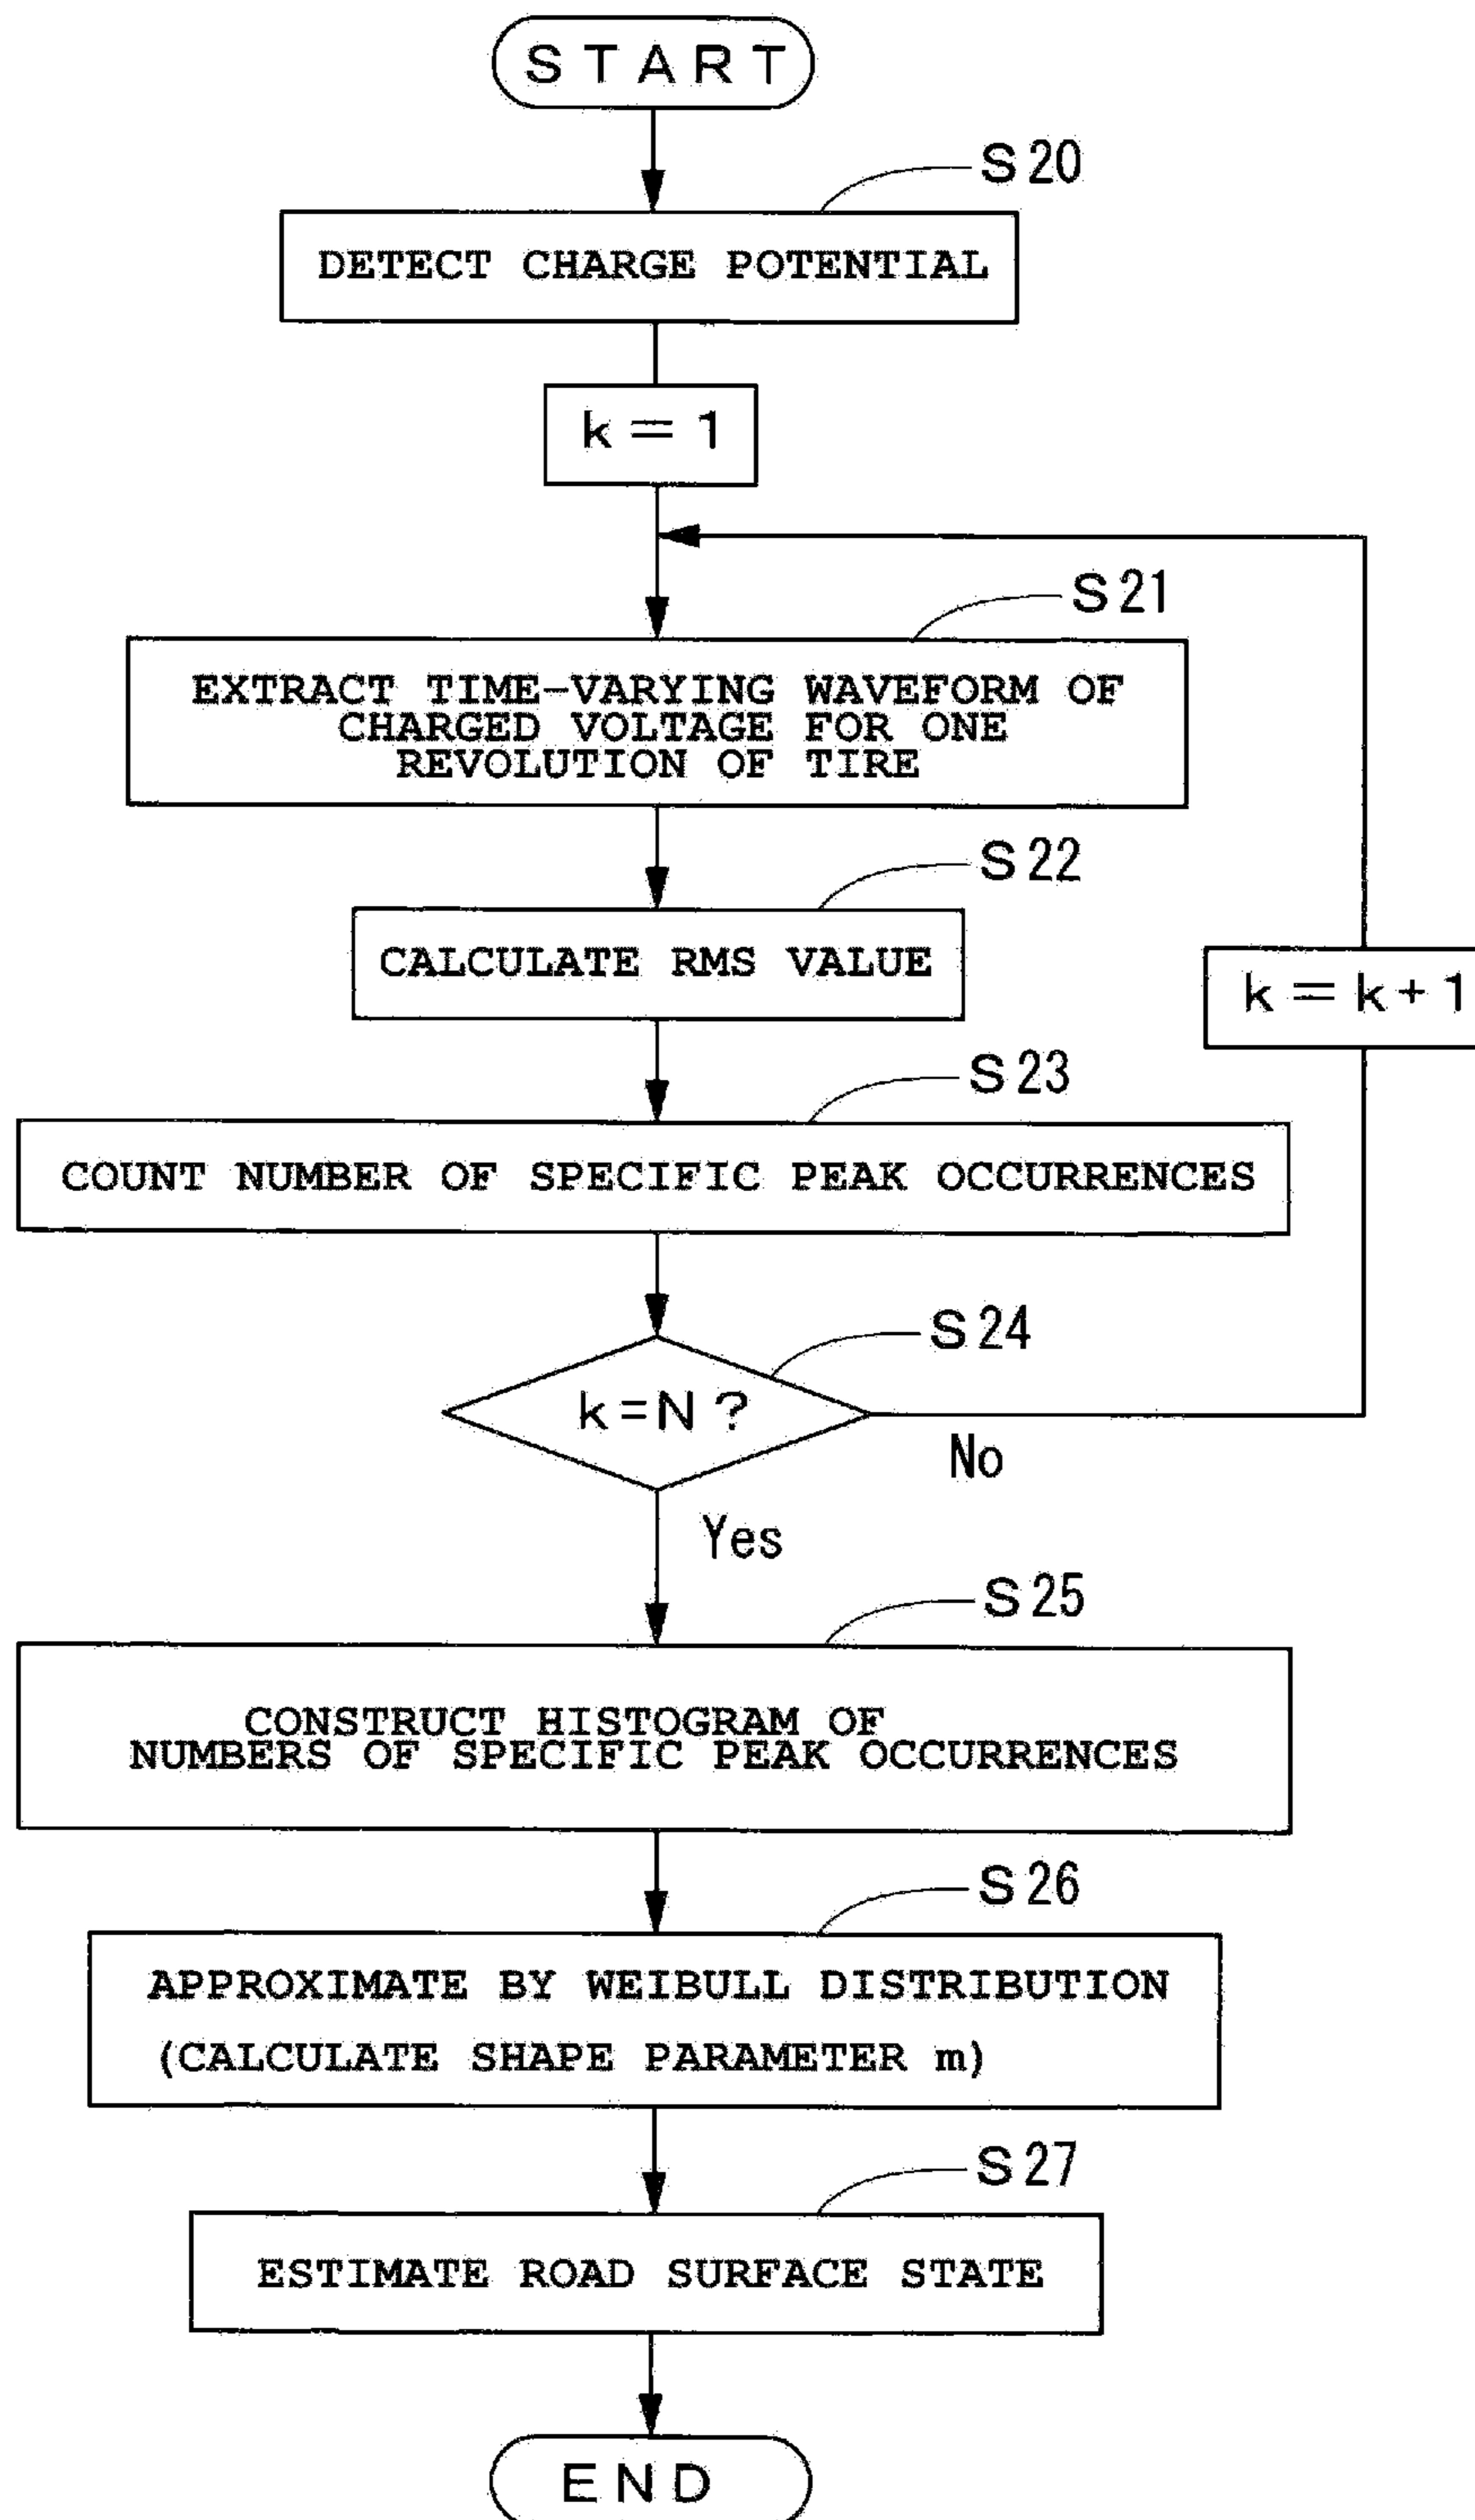 START
S20
DETECT CHARGE POTENTIAL
k=1
S21
EXTRACT TIME-VARYING WAVEFORM OF
CHARGED VOLTAGE FOR ONE
REVOLUTION OF TIRE
S22
CALCULATE RMS VALUE
k=k+1
S23
COUNT NUMBER OF SPECIFIC PEAK OCCURRENCES
S24
k=N?
No
Yes
S25
CONSTRUCT HISTOGRAM OF
NUMBERS OF SPECIFIC PEAK OCCURRENCES
S26
APPROXIMATE BY WEIBULL DISTRIBUTION
(CALCULATE SHAPE PARAMETER m)
S27
ESTIMATE ROAD SURFACE STATE
END